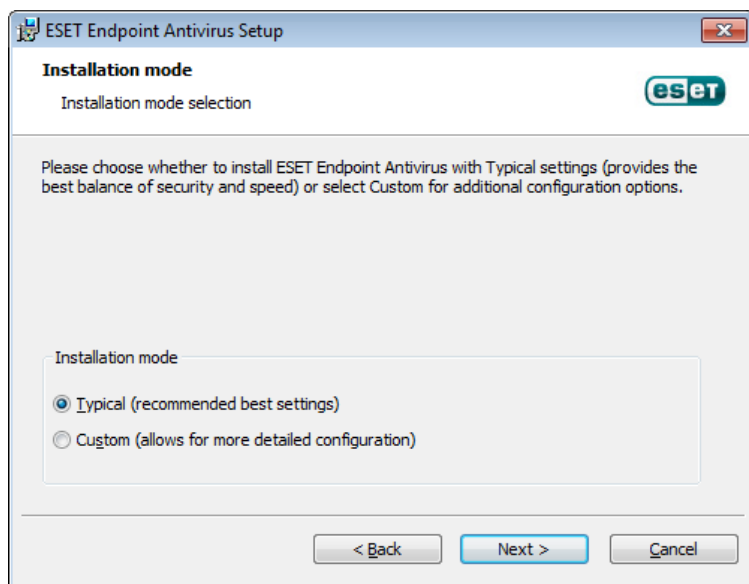 ESET Endpoint Antivirus Setup
Installation mode
Installation mode selection
eset
Please choose whether to install ESET Endpoint Antivirus with Typical settings (provides the
best balance of security and speed) or select Custom for additional configuration options.
Installation mode
Typical (recommended best settings)
Custom (allows for more detailed configuration)
< Back
Next >
Cancel